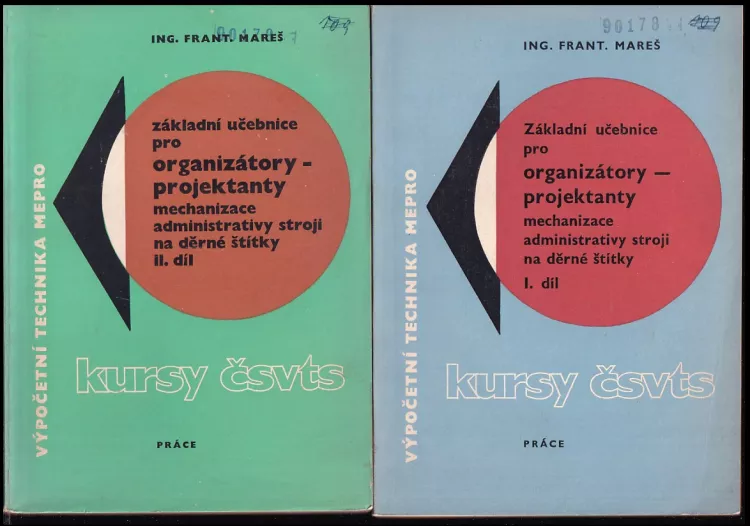 ING. FRANT. MAREŠ
základní učebnice
pro
organizátory -
projektanty
mechanizace
administrativy stroji
na děrné štítky
II. díl
VÝPOČETNÍ TECHNIKA MEPRO
kursy čsvts
PRÁCE
90178
ING. FRANT. MAREŠ
Základní učebnice
pro
organizátory —
projektanty
mechanizace
administrativy stroji
na děrné štítky
I. díl
VÝPOČETNÍ TECHNIKA MEPRO
kursy čsvts
PRÁCE